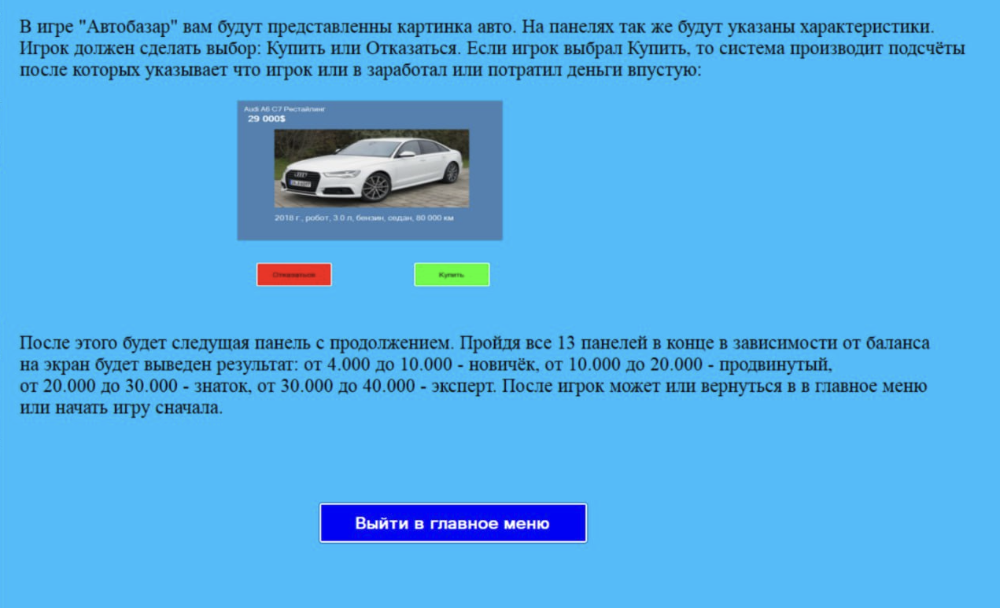 В игре "Автобазар" вам будут представленны картинка авто. На панелях так же будут указаны характеристики.
Игрок должен сделать выбор: Купить или Отказаться. Если игрок выбрал Купить, то система производит подсчёты
после которых указывает что игрок или в заработал или потратил деньги впустую:
Audi A6 C7 Рестайлинг
29 000$
2018 г., робот, 3.0 л, бензин, седан, 80 000 км
Отказаться
Купить
После этого будет следущая панель с продолжением. Пройдя все 13 панелей в конце в зависимости от баланса
на экран будет выведен результат: от 4.000 до 10.000 - новичёк, от 10.000 до 20.000 - продвинутый,
от 20.000 до 30.000 - знаток, от 30.000 до 40.000 - эксперт. После игрок может или вернуться в в главное меню
или начать игру сначала.
Выйти в главное меню